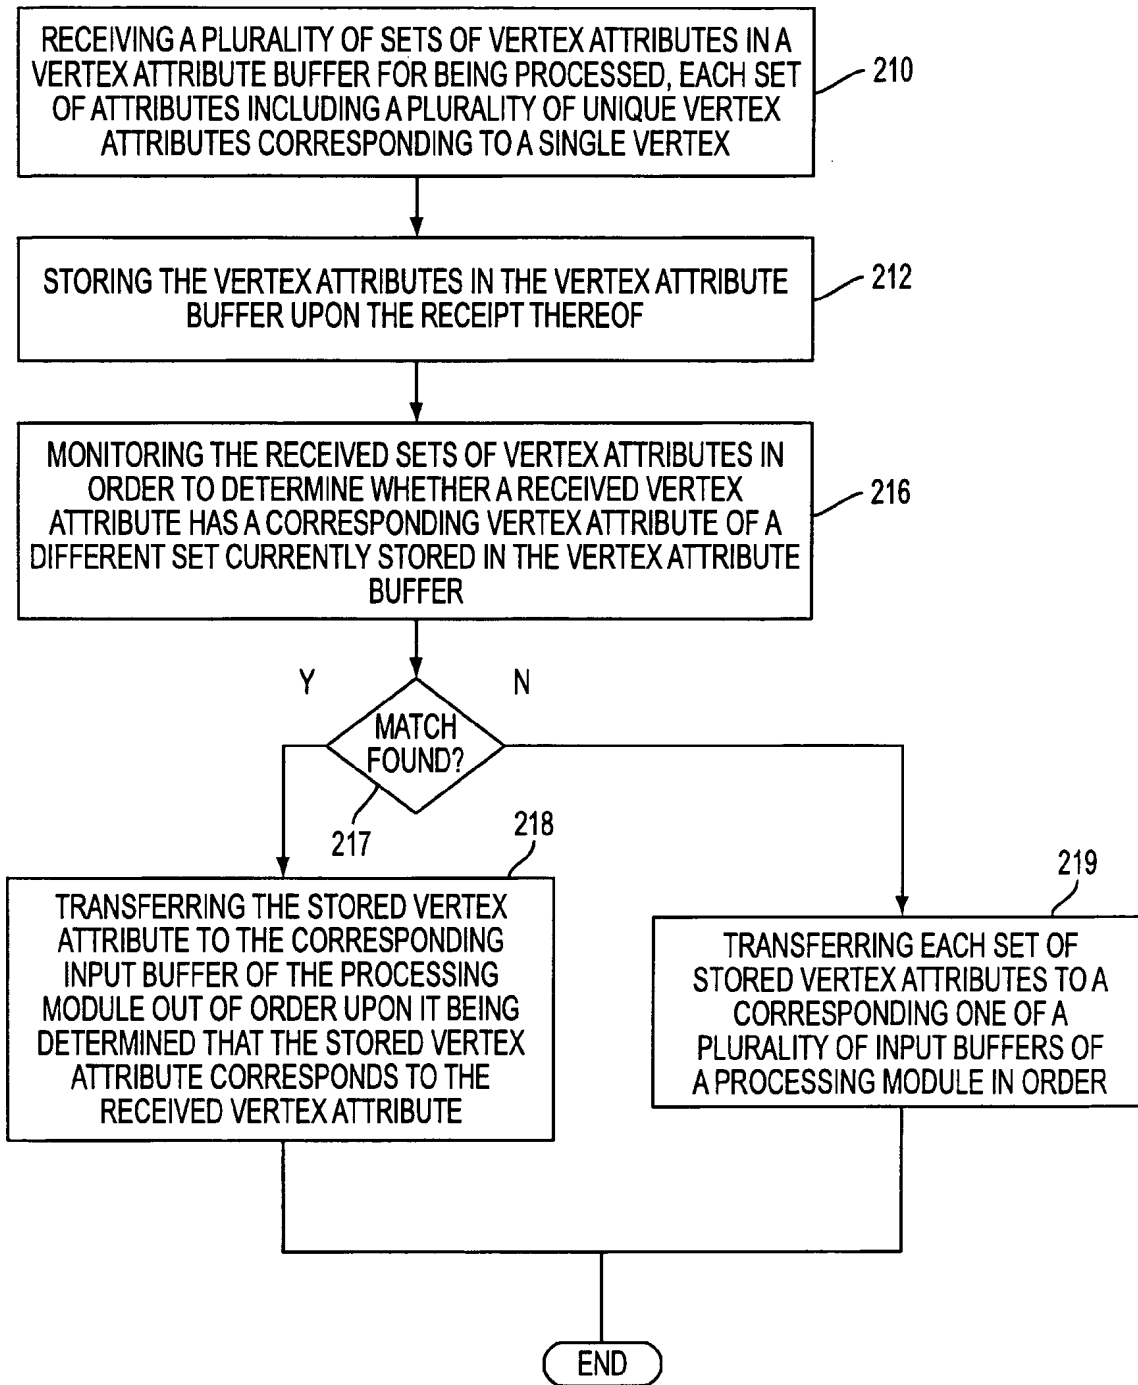 RECEIVING A PLURALITY OF SETS OF VERTEX ATTRIBUTES IN A
VERTEX ATTRIBUTE BUFFER FOR BEING PROCESSED, EACH SET
OF ATTRIBUTES INCLUDING A PLURALITY OF UNIQUE VERTEX
ATTRIBUTES CORRESPONDING TO A SINGLE VERTEX
210
STORING THE VERTEX ATTRIBUTES IN THE VERTEX ATTRIBUTE
BUFFER UPON THE RECEIPT THEREOF
212
MONITORING THE RECEIVED SETS OF VERTEX ATTRIBUTES IN
ORDER TO DETERMINE WHETHER A RECEIVED VERTEX
ATTRIBUTE HAS A CORRESPONDING VERTEX ATTRIBUTE OF A
DIFFERENT SET CURRENTLY STORED IN THE VERTEX ATTRIBUTE
BUFFER
216
Y
N
MATCH
FOUND?
217
218
TRANSFERRING THE STORED VERTEX
ATTRIBUTE TO THE CORRESPONDING
INPUT BUFFER OF THE PROCESSING
MODULE OUT OF ORDER UPON IT BEING
DETERMINED THAT THE STORED VERTEX
ATTRIBUTE CORRESPONDS TO THE
RECEIVED VERTEX ATTRIBUTE
219
TRANSFERRING EACH SET OF
STORED VERTEX ATTRIBUTES TO A
CORRESPONDING ONE OF A
PLURALITY OF INPUT BUFFERS OF
A PROCESSING MODULE IN ORDER
END